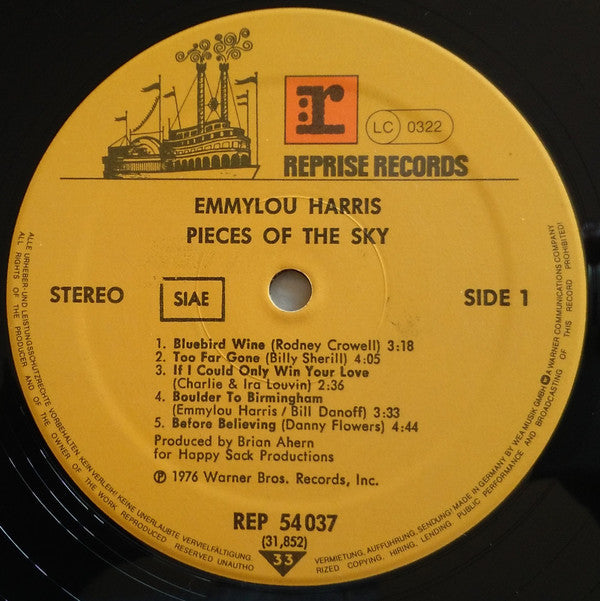 r
LC 0322
REPRISE RECORDS
EMMYLOU HARRIS
PIECES OF THE SKY
STEREO
SIAE
SIDE 1
1. Bluebird Wine (Rodney Crowell) 3:18
2. Too Far Gone (Billy Sherill) 4:05
3. If I Could Only Win Your Love
(Charlie & Ira Louvin) 2:36
4. Boulder To Birmingham
(Emmylou Harris / Bill Danoff) 3:33
5. Before Believing (Danny Flowers) 4:44
Produced by Brian Ahern
for Happy Sack Productions
℗ 1976 Warner Bros. Records, Inc.
REP 54 037
(31,852)
33
ALLE URHEBER- UND LEISTUNGSSCHUTZRECHTE VORBEHALTEN KEIN VERLEIH! KEINE UNERLAUBTE VERVIELFÄLTIGUNG, VERMIETUNG, AUFFÜHRUNG, SENDUNG! MADE IN GERMANY BY WEA MUSIK GMBH A WARNER COMMUNICATIONS COMPANY
ALL RIGHTS OF THE PRODUCER AND OF THE OWNER OF THE WORK REPRODUCED RESERVED UNAUTHORIZED COPYING, HIRING, LENDING PUBLIC PERFORMANCE AND BROADCASTING OF THIS RECORD PROHIBITED!